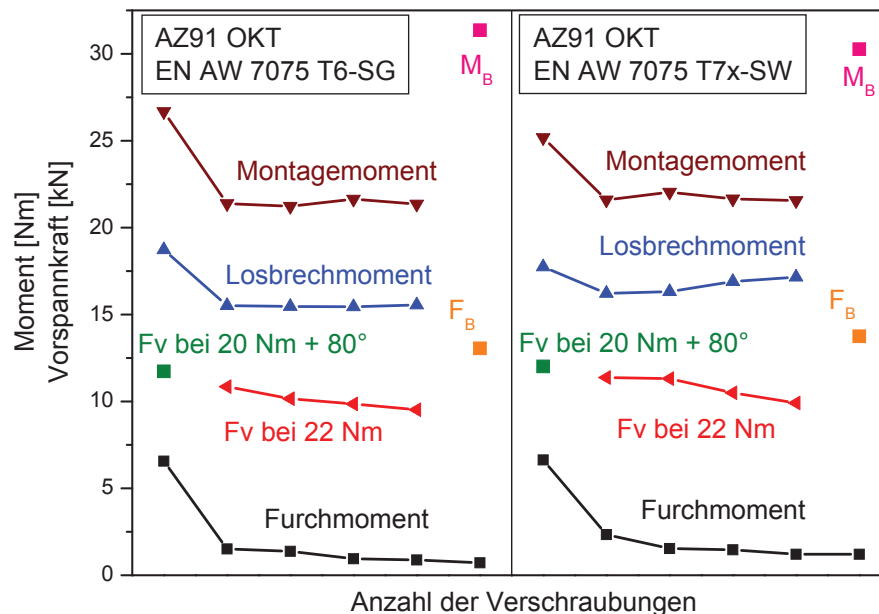 AZ91 OKT
EN AW 7075 T6-SG
M_B
Montagemoment
Losbrechmoment
F_B
Fv bei 20 Nm + 80°
Fv bei 22 Nm
Furchmoment
AZ91 OKT
EN AW 7075 T7x-SW
M_B
Montagemoment
Losbrechmoment
F_B
Fv bei 20 Nm + 80°
Fv bei 22 Nm
Furchmoment
Moment [Nm]
Vorspannkraft [kN]
30
25
20
15
10
5
0
Anzahl der Verschraubungen